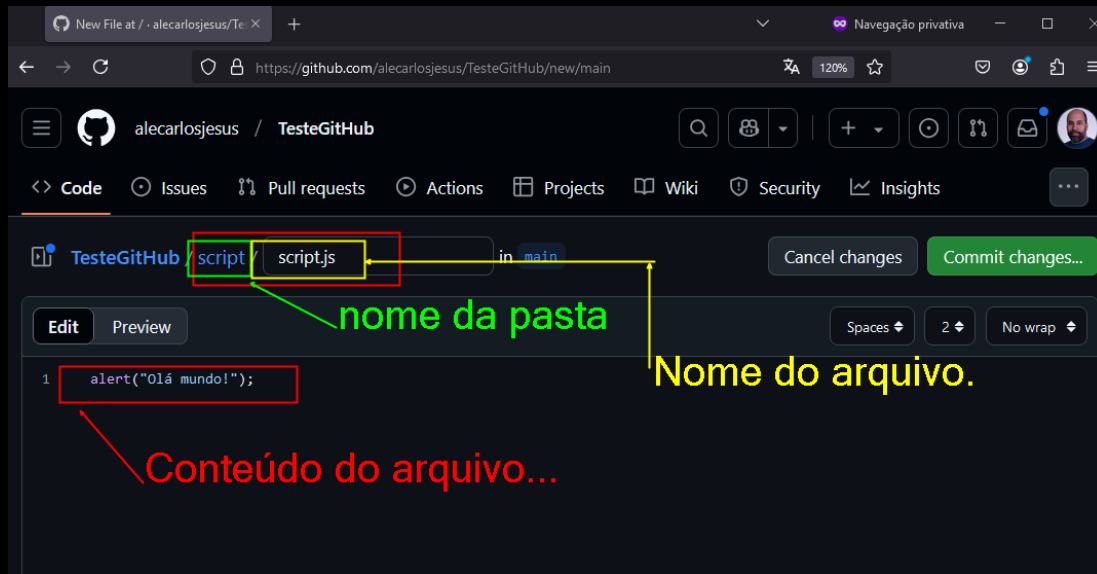 New File at / · alecarlosjesus/Te
Navegação privativa
https://github.com/alecarlosjesus/TesteGitHub/new/main
120%
alecarlosjesus / TesteGitHub
Code Issues Pull requests Actions Projects Wiki Security Insights
TesteGitHub / script / script.js in main Cancel changes Commit changes...
nome da pasta
Edit Preview Spaces 2 No wrap
Nome do arquivo.
1 alert("Olá mundo!");
Conteúdo do arquivo...